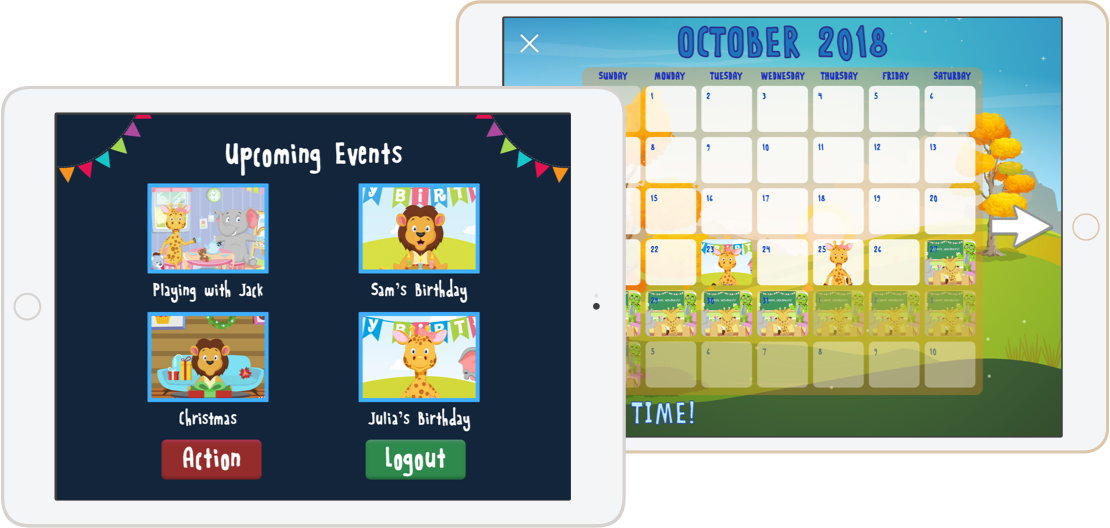 Upcoming Events
Y BIRT
Playing with Jack
Sam's Birthday
Y BIRT
Christmas
Julia's Birthday
Action
Logout
OCTOBER 2018
SUNDAY MONDAY TUESDAY WEDNESDAY THURSDAY FRIDAY SATURDAY
1 2 3 4 5 6
8 9 10 11 12 13
15 16 17 18 19 20
22 23 24 25 26
5 6 7 8 9 10
TIME!